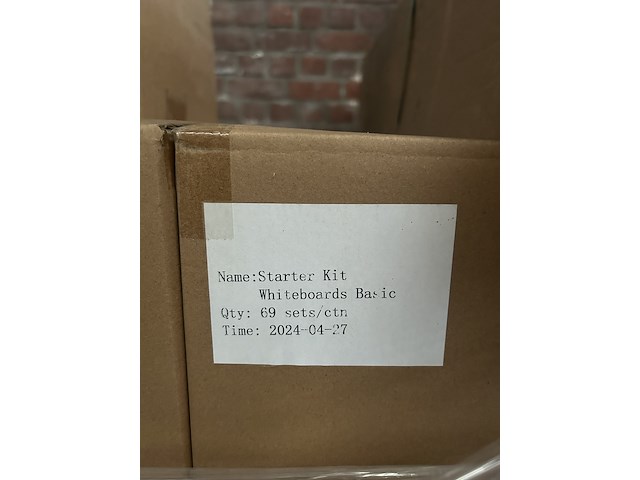 Name:Starter Kit
Whiteboards Basic
Qty: 69 sets/ctn
Time: 2024-04-27